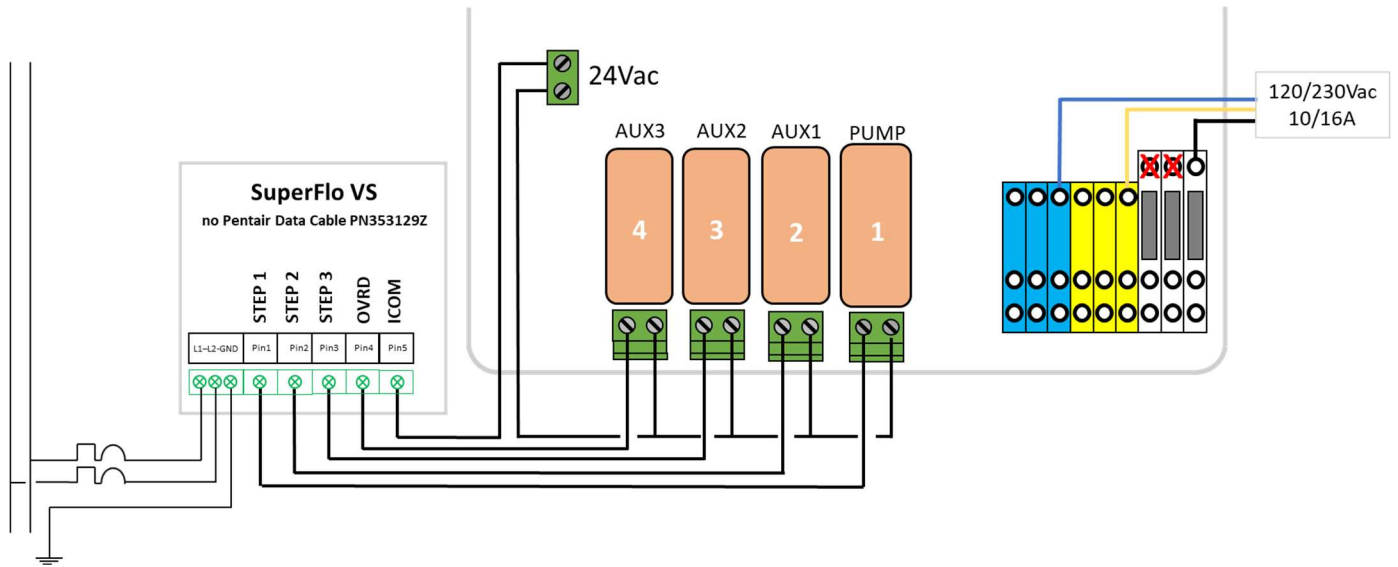 24Vac
120/230Vac
10/16A
AUX3 AUX2 AUX1 PUMP
4 3 2 1
SuperFlo VS
no Pentair Data Cable PN353129Z
STEP 1
STEP 2
STEP 3
OVRD
ICOM
L1–L2-GND Pin1 Pin2 Pin3 Pin4 Pin5